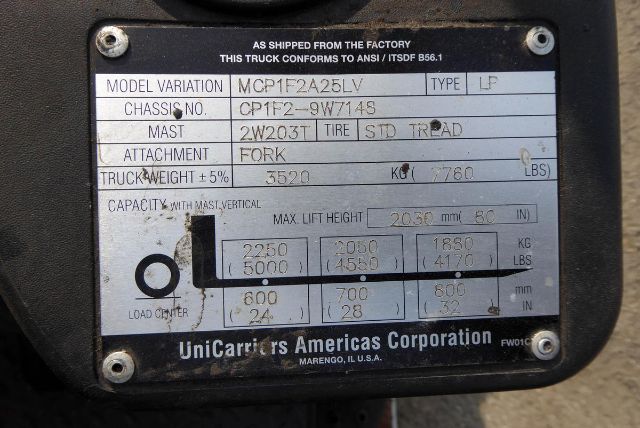 AS SHIPPED FROM THE FACTORY
THIS TRUCK CONFORMS TO ANSI / ITSDF B56.1
MODEL VARIATION MCP1F2A25LV TYPE LP
CHASSIS NO. CP1F2-9W7148
MAST 2W203T TIRE STD TREAD
ATTACHMENT FORK
TRUCK WEIGHT ± 5% 3520 KG ( 7760 LBS)
CAPACITY WITH MAST VERTICAL
MAX. LIFT HEIGHT 2030 mm( 80 IN)
2250 2050 1880 KG
( 5000 ) ( 4550 ) ( 4170 ) LBS
600 700 800 mm
( 24 ) ( 28 ) ( 32 ) IN
LOAD CENTER
UniCarriers Americas Corporation
MARENGO, IL U.S.A.